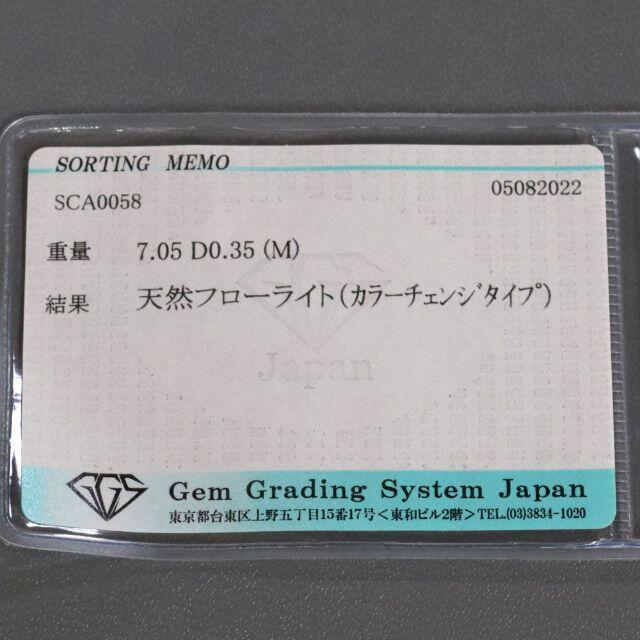 SORTING MEMO
SCA0058
05082022
重量 7.05 D0.35 (M)
結果 天然フローライト(カラーチェンジタイプ)
Japan
GGS Gem Grading System Japan
東京都台東区上野五丁目15番17号<東和ビル2階>TEL.(03)3834-1020